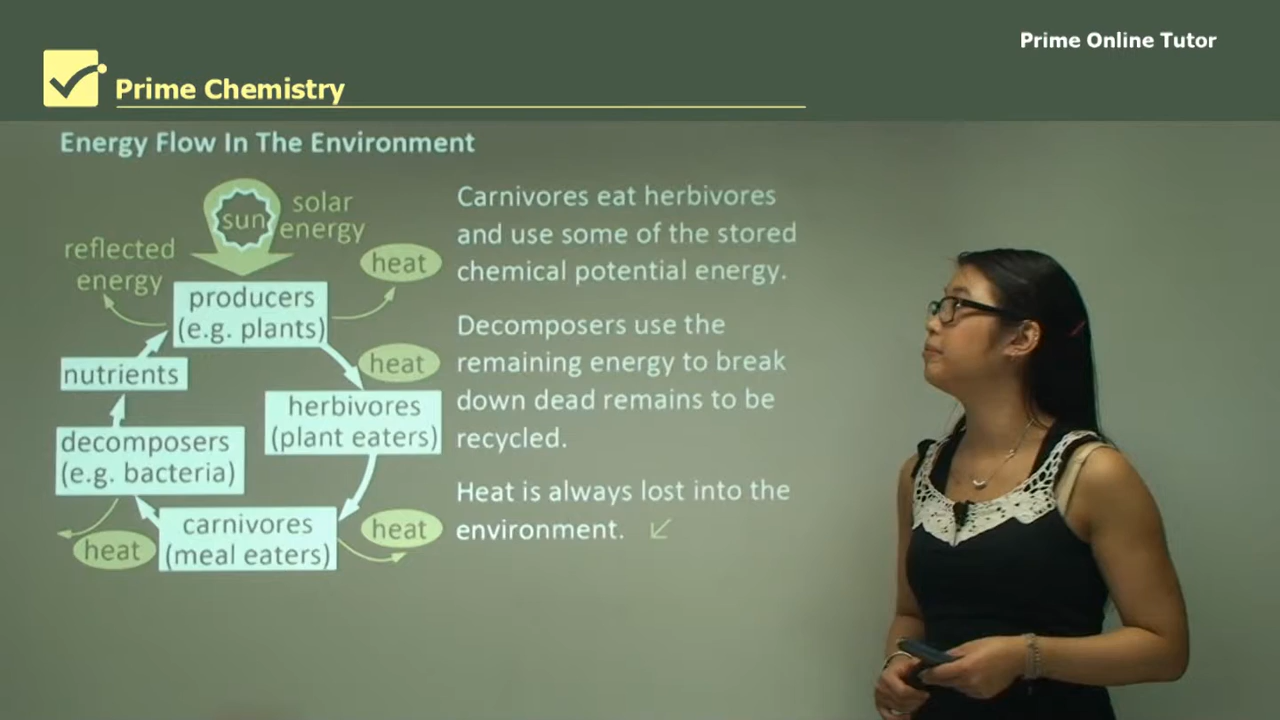 Prime Online Tutor
Prime Chemistry
Energy Flow In The Environment
sun
solar
energy
reflected
energy
heat
producers
(e.g. plants)
heat
nutrients
herbivores
(plant eaters)
decomposers
(e.g. bacteria)
carnivores
(meal eaters)
heat
heat
Carnivores eat herbivores
and use some of the stored
chemical potential energy.
Decomposers use the
remaining energy to break
down dead remains to be
recycled.
Heat is always lost into the
environment.